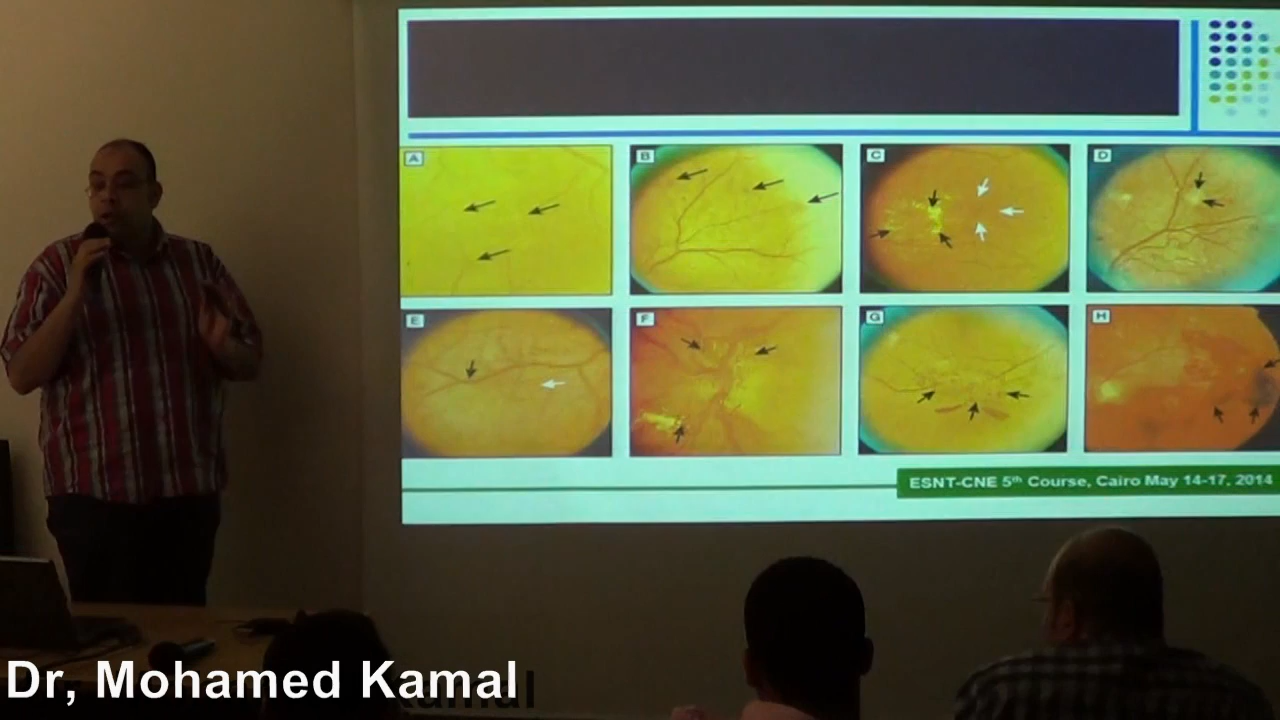 A B C D
E F G H
ESNT-CNE 5th Course, Cairo May 14-17, 2014
Dr, Mohamed Kamal